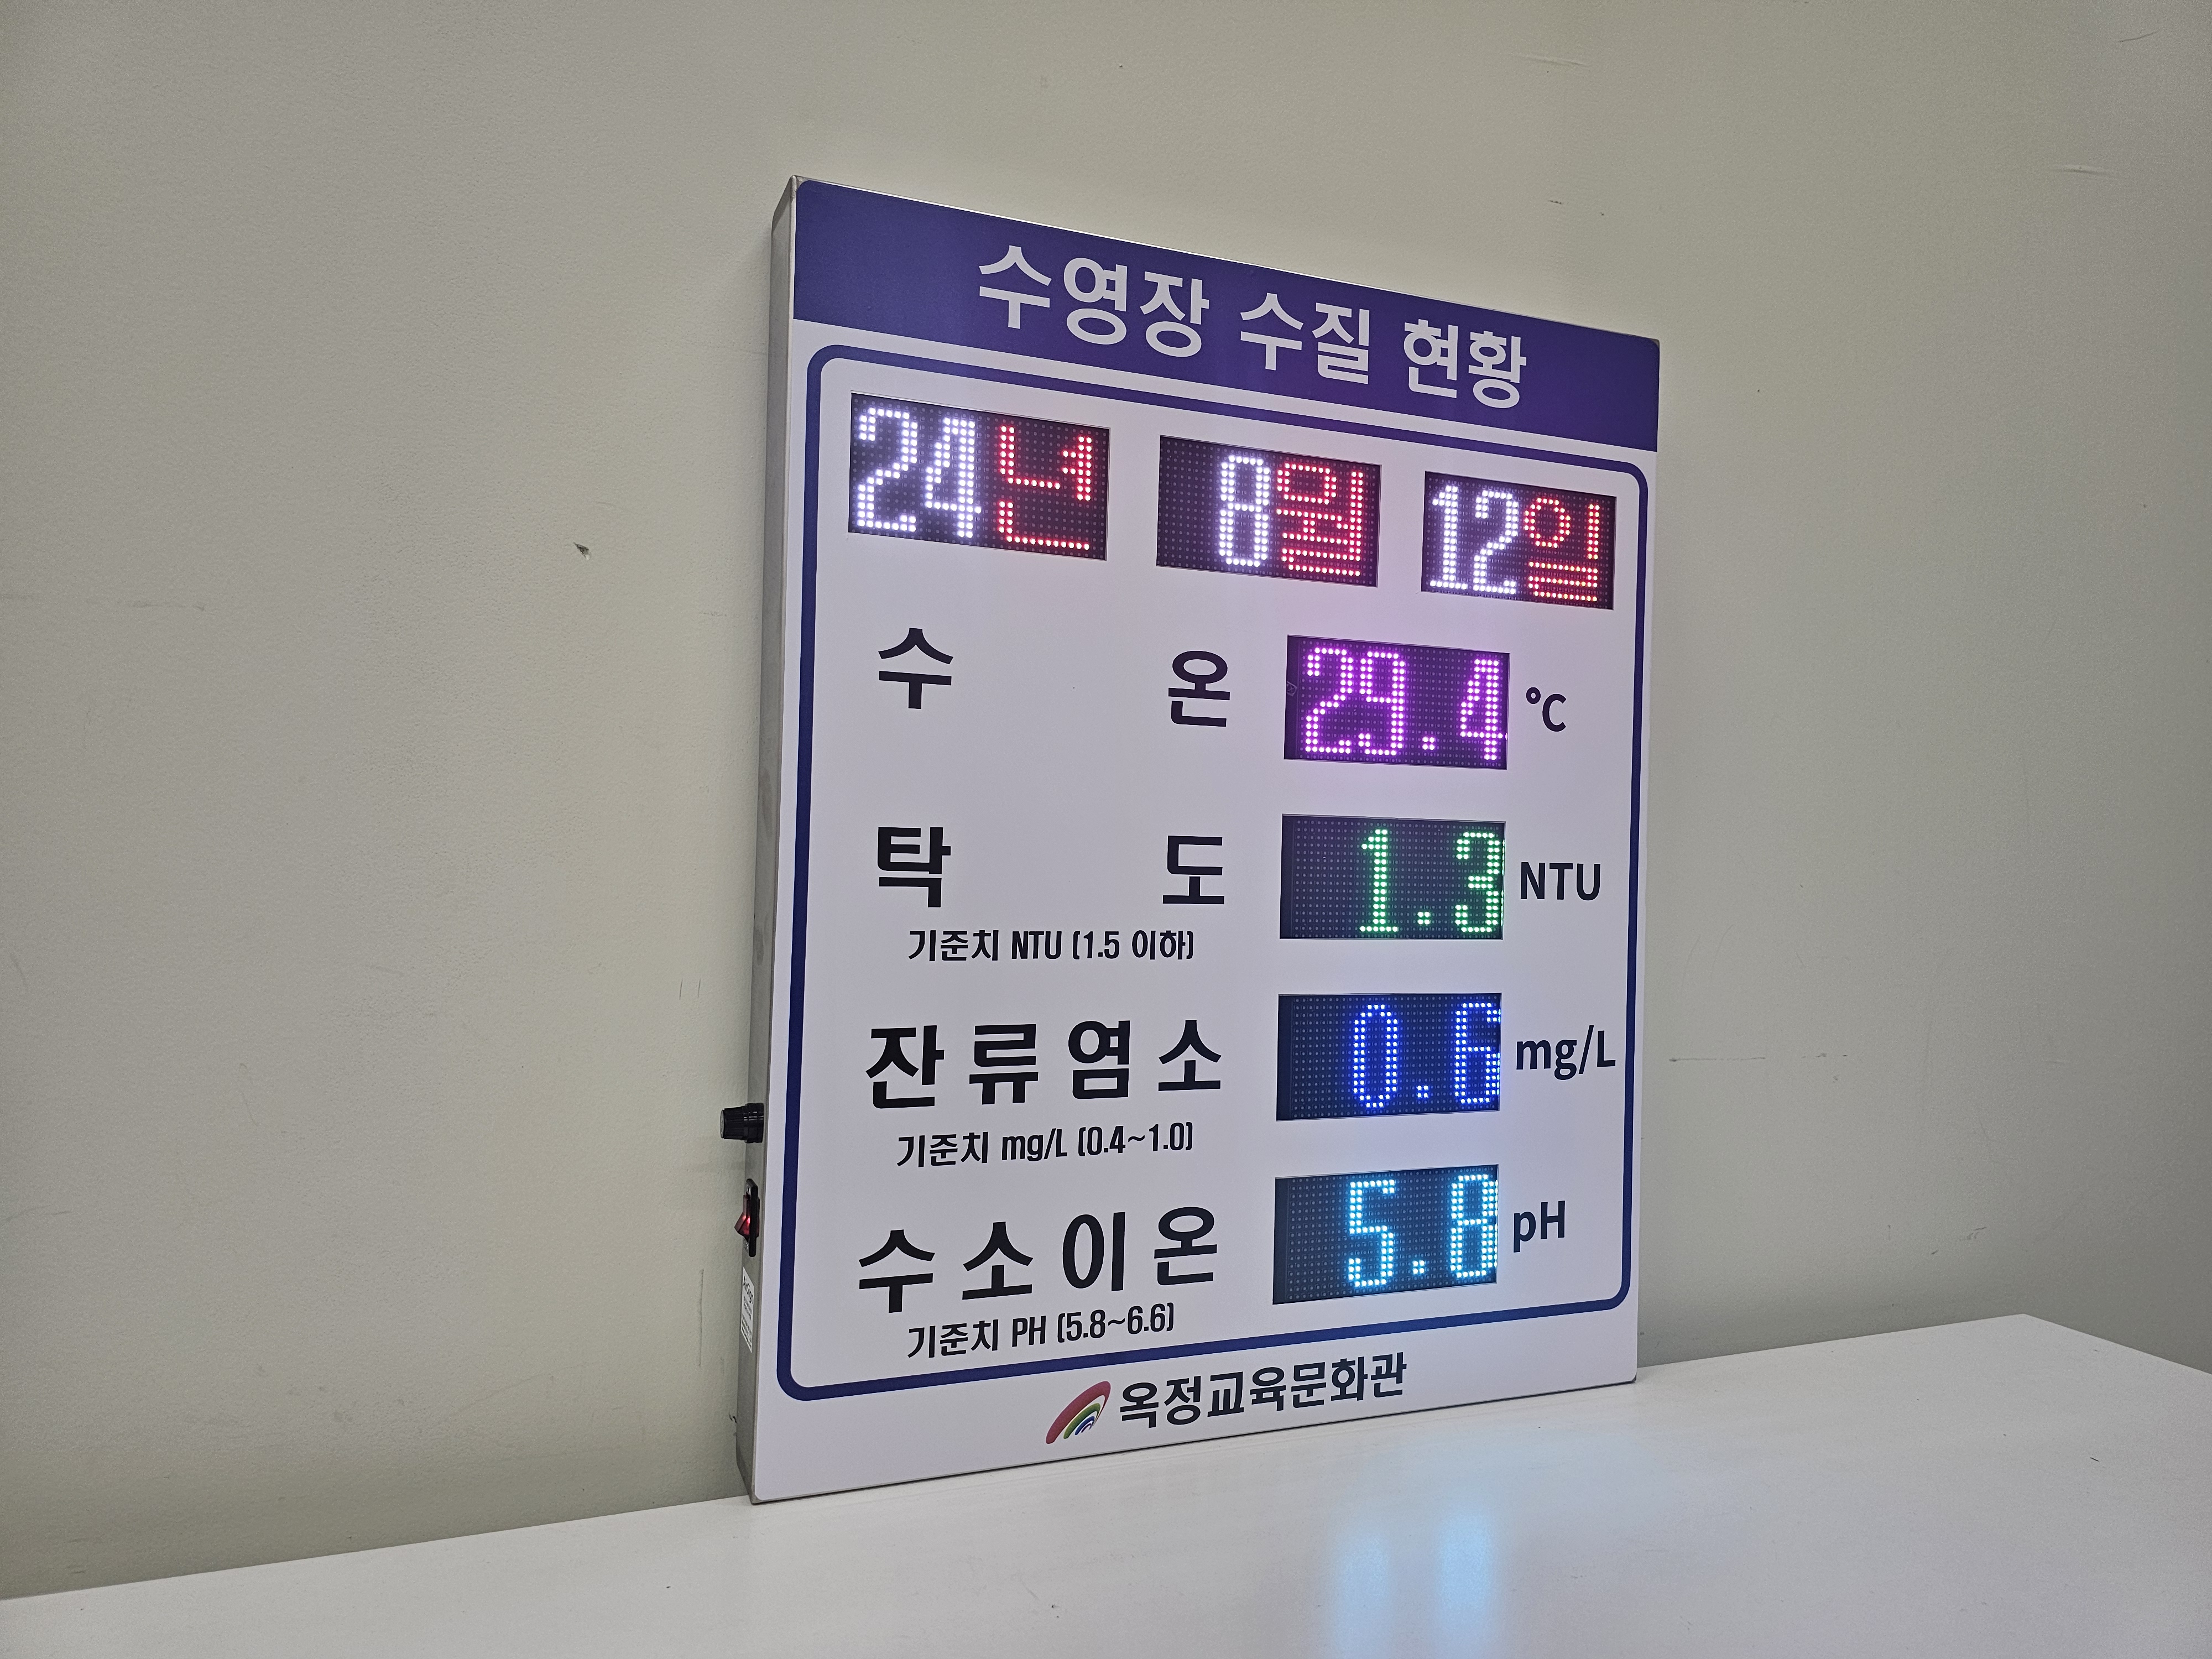 수영장 수질 현황
24년 8월 12일
수 온 29.4 ℃
탁 도 1.3 NTU
기준치 NTU (1.5 이하)
잔류염소 0.6 mg/L
기준치 mg/L (0.4~1.0)
수소이온 5.8 pH
기준치 PH (5.8~6.6)
옥정교육문화관